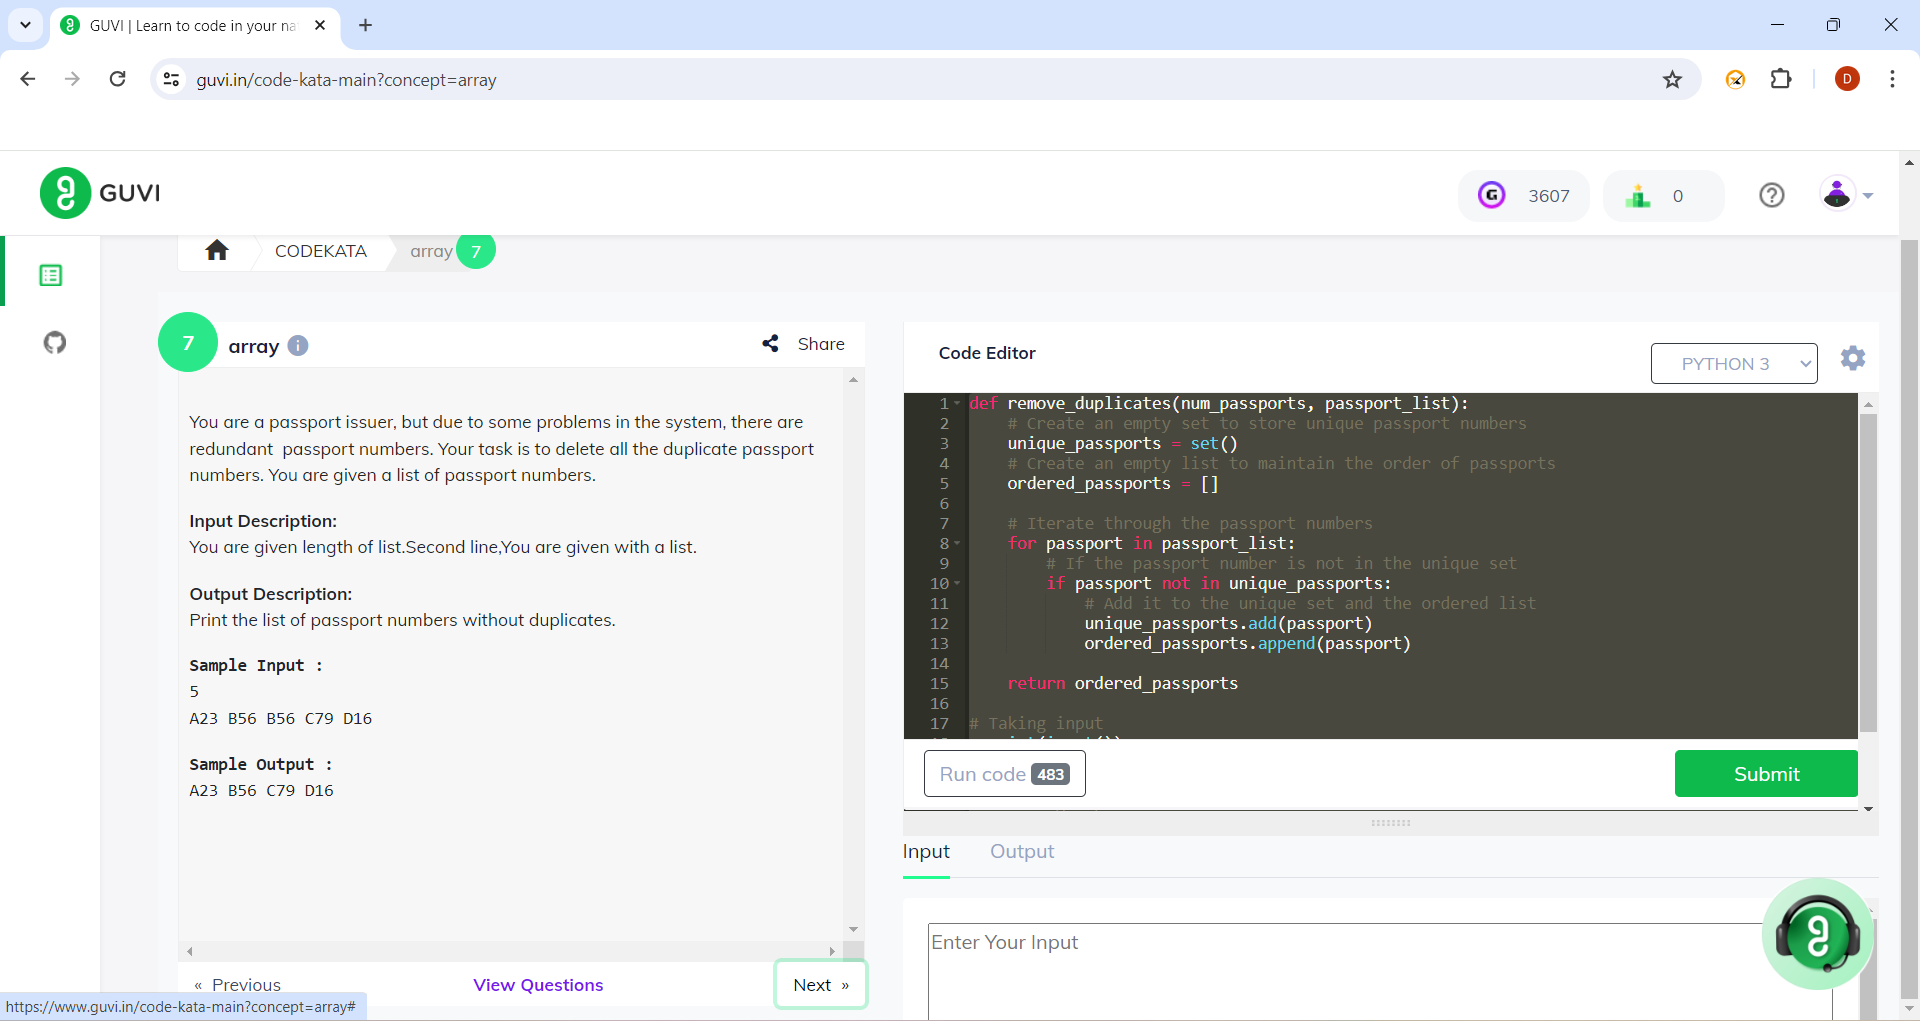 GUVI | Learn to code in your na
guvi.in/code-kata-main?concept=array
D
GUVI
G 3607
0
CODEKATA
array 7
7 array i
Share
You are a passport issuer, but due to some problems in the system, there are
redundant  passport numbers. Your task is to delete all the duplicate passport
numbers. You are given a list of passport numbers.
Input Description:
You are given length of list.Second line,You are given with a list.
Output Description:
Print the list of passport numbers without duplicates.
Sample Input :
5
A23 B56 B56 C79 D16
Sample Output :
A23 B56 C79 D16
« Previous
View Questions
Next »
https://www.guvi.in/code-kata-main?concept=array#
Code Editor
PYTHON 3
1 def remove_duplicates(num_passports, passport_list):
2     # Create an empty set to store unique passport numbers
3     unique_passports = set()
4     # Create an empty list to maintain the order of passports
5     ordered_passports = []
6
7     # Iterate through the passport numbers
8     for passport in passport_list:
9         # If the passport number is not in the unique set
10         if passport not in unique_passports:
11             # Add it to the unique set and the ordered list
12             unique_passports.add(passport)
13             ordered_passports.append(passport)
14
15     return ordered_passports
16
17 # Taking input
Run code 483
Submit
Input
Output
Enter Your Input